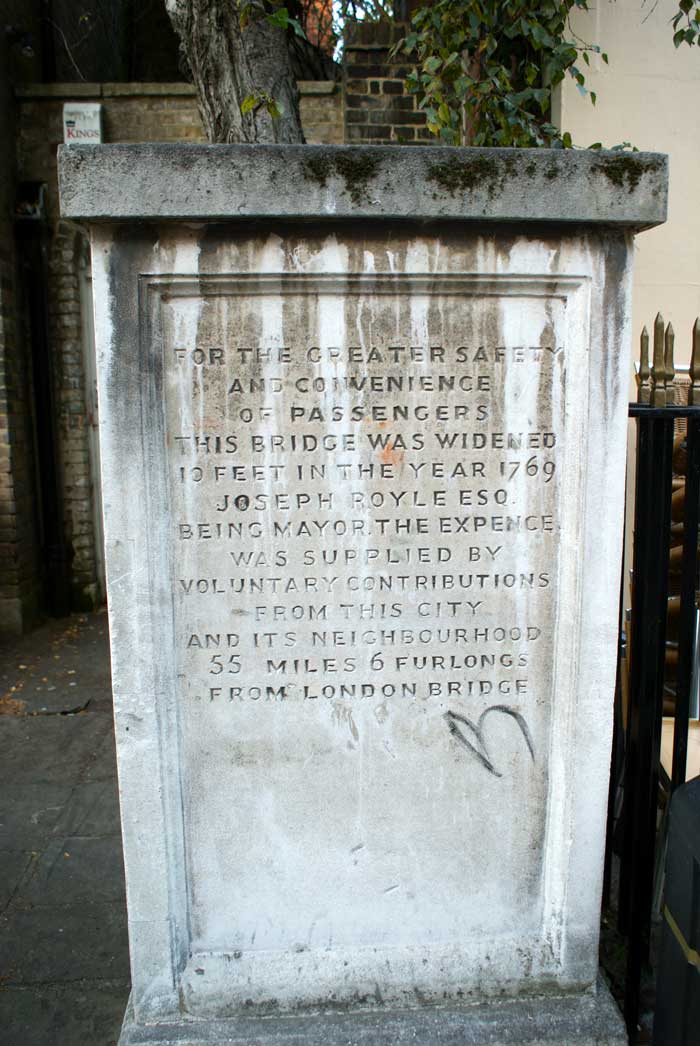 KINGS
FOR THE GREATER SAFETY
AND CONVENIENCE
OF PASSENGERS
THIS BRIDGE WAS WIDENED
10 FEET IN THE YEAR 1769
JOSEPH ROYLE ESQ.
BEING MAYOR. THE EXPENCE.
WAS SUPPLIED BY
VOLUNTARY CONTRIBUTIONS
FROM THIS CITY
AND ITS NEIGHBOURHOOD
55 MILES 6 FURLONGS
FROM LONDON BRIDGE